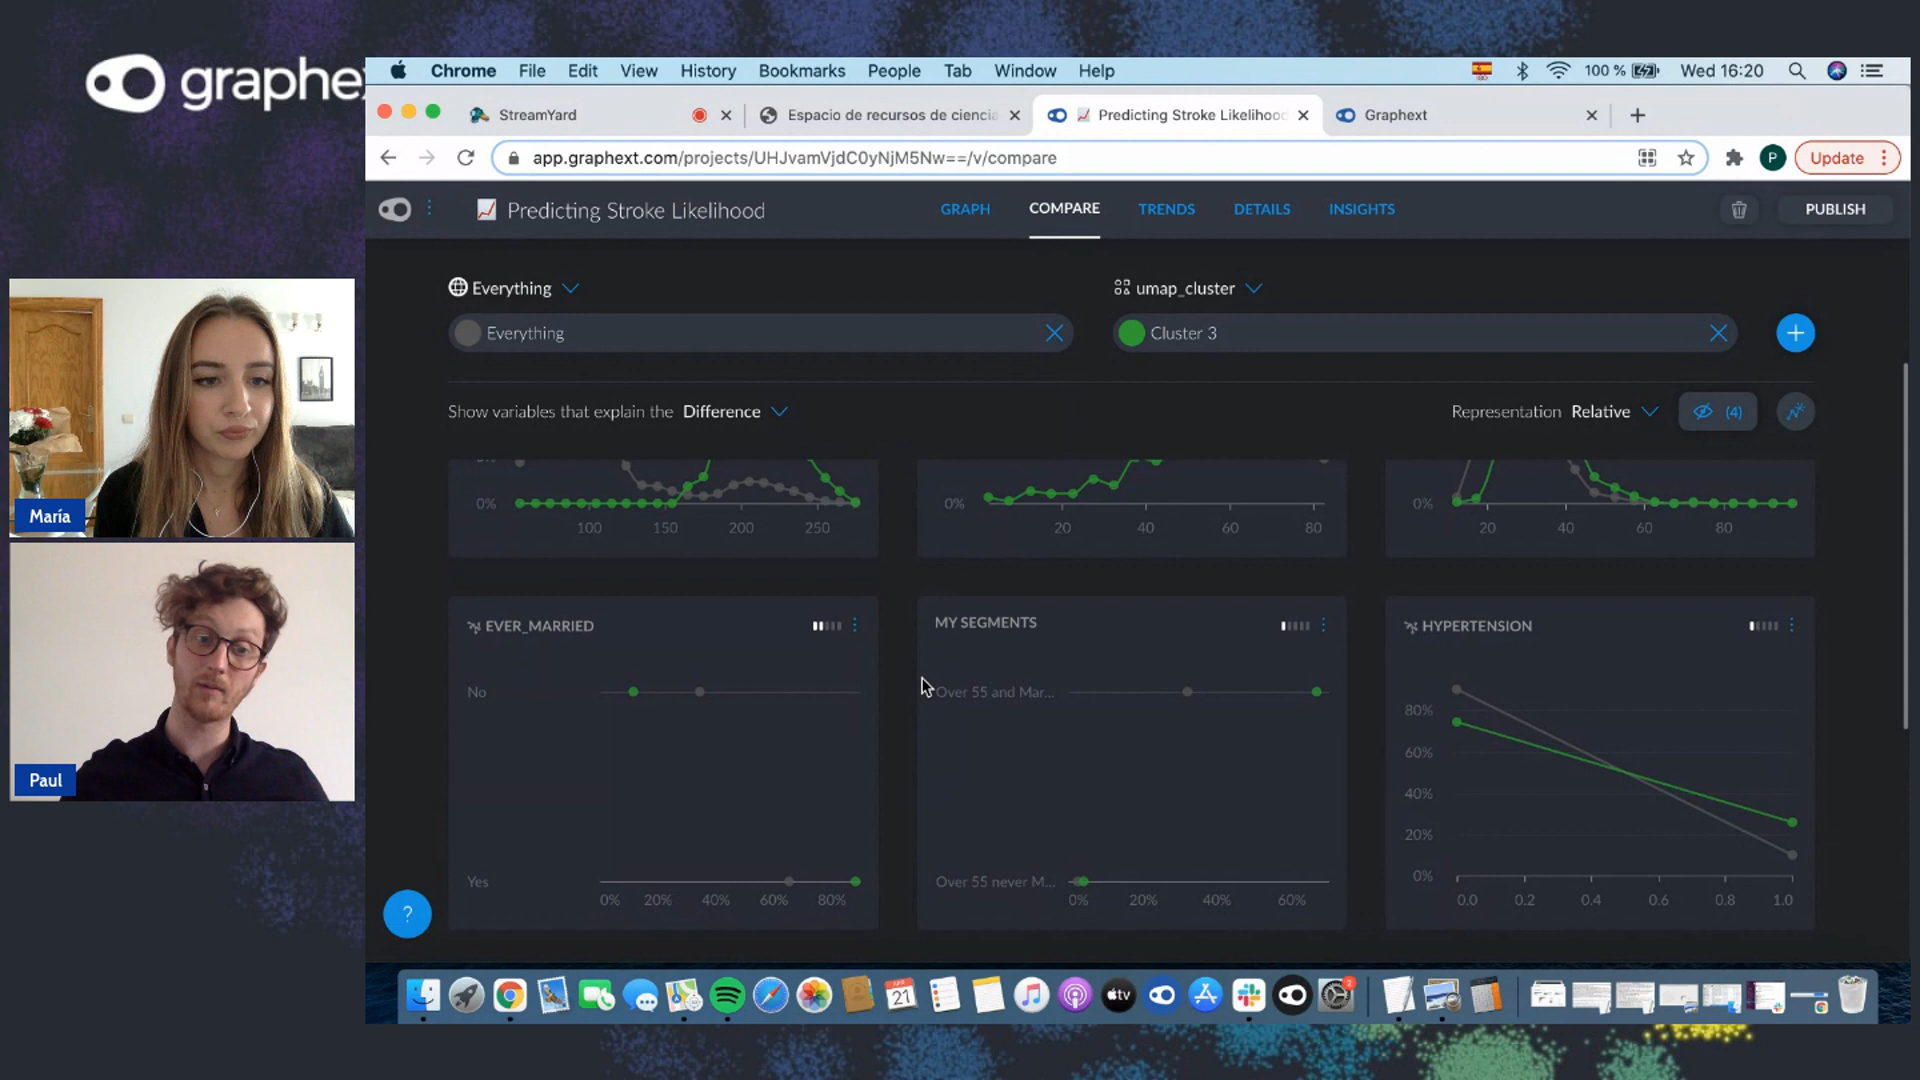 graphex
Chrome File Edit View History Bookmarks People Tab Window Help 100 % Wed 16:20
StreamYard Espacio de recursos de ciencia Predicting Stroke Likelihood Graphext
app.graphext.com/projects/UHJvamVjdC0yNjM5Nw==/v/compare P Update
Predicting Stroke Likelihood GRAPH COMPARE TRENDS DETAILS INSIGHTS PUBLISH
Everything umap_cluster
Everything Cluster 3
Show variables that explain the Difference Representation Relative (4)
0% 0% 0%
100 150 200 250 20 40 60 80 20 40 60 80
EVER_MARRIED MY SEGMENTS HYPERTENSION
No Over 55 and Mar...
80%
60%
40%
20%
Yes Over 55 never M... 0%
0% 20% 40% 60% 80% 0% 20% 40% 60% 0.0 0.2 0.4 0.6 0.8 1.0
María
Paul
?
21 tv 2